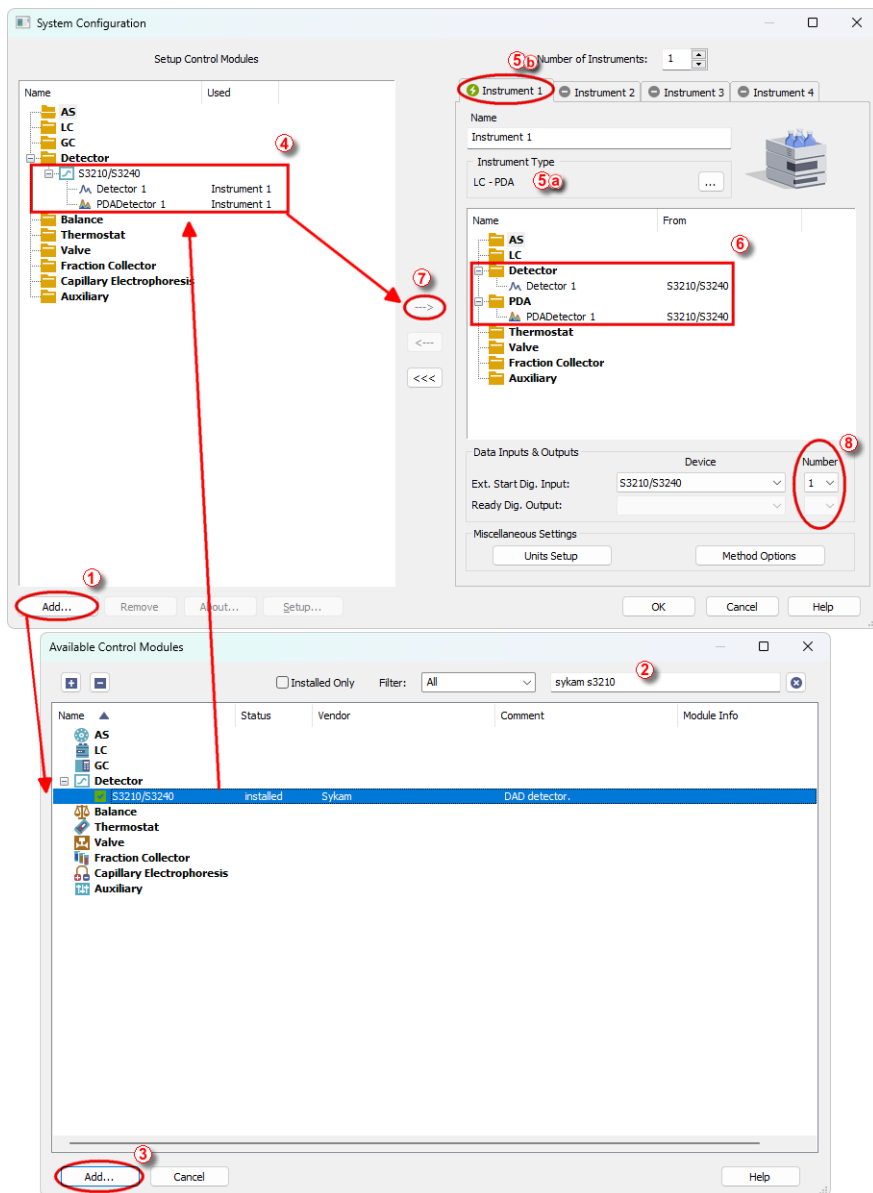 System Configuration
Setup Control Modules
⑤ⓑ Number of Instruments: 1
Name Used
AS
LC
GC
④
Detector
S3210/S3240
Detector 1 Instrument 1
PDADetector 1 Instrument 1
Balance
Thermostat
Valve
Fraction Collector
Capillary Electrophoresis
Auxiliary
⑦
--->
<---
<<<
Instrument 1 Instrument 2 Instrument 3 Instrument 4
Name
Instrument 1
Instrument Type
LC - PDA ⑤ⓐ ...
Name From
⑥
AS
LC
Detector
Detector 1 S3210/S3240
PDA
PDADetector 1 S3210/S3240
Thermostat
Valve
Fraction Collector
Auxiliary
⑧
Data Inputs & Outputs
Device Number
Ext. Start Dig. Input: S3210/S3240 1
Ready Dig. Output:
Miscellaneous Settings
Units Setup Method Options
①
Add... Remove About... Setup... OK Cancel Help
Available Control Modules
②
Installed Only Filter: All sykam s3210
Name Status Vendor Comment Module Info
AS
LC
GC
Detector
S3210/S3240 installed Sykam DAD detector.
Balance
Thermostat
Valve
Fraction Collector
Capillary Electrophoresis
Auxiliary
③
Add... Cancel Help